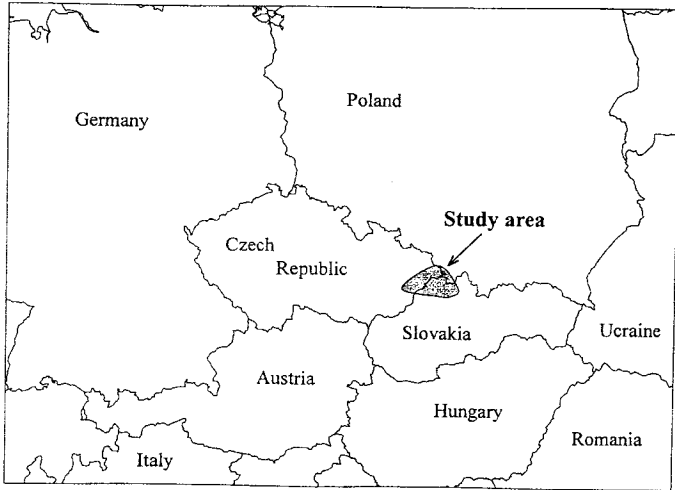 Poland
Germany
Study area
Czech
Republic
Slovakia
Ucraine
Austria
Hungary
Romania
Italy